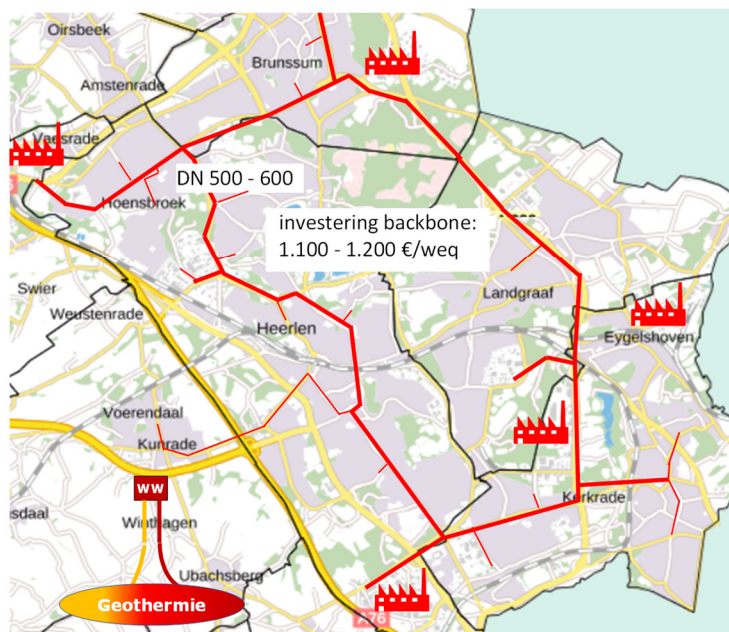 Oirsbeek
Brunssum
Amstenrade
Vaesrade
DN 500 - 600
Hoensbroek
investering backbone:
1.100 - 1.200 €/weq
Swier
Landgraaf
Weustenrade
Heerlen
Eygelshoven
Voerendaal
Kunrade
WW
Kerkrade
Winthagen
Ubachsberg
Geothermie
A76